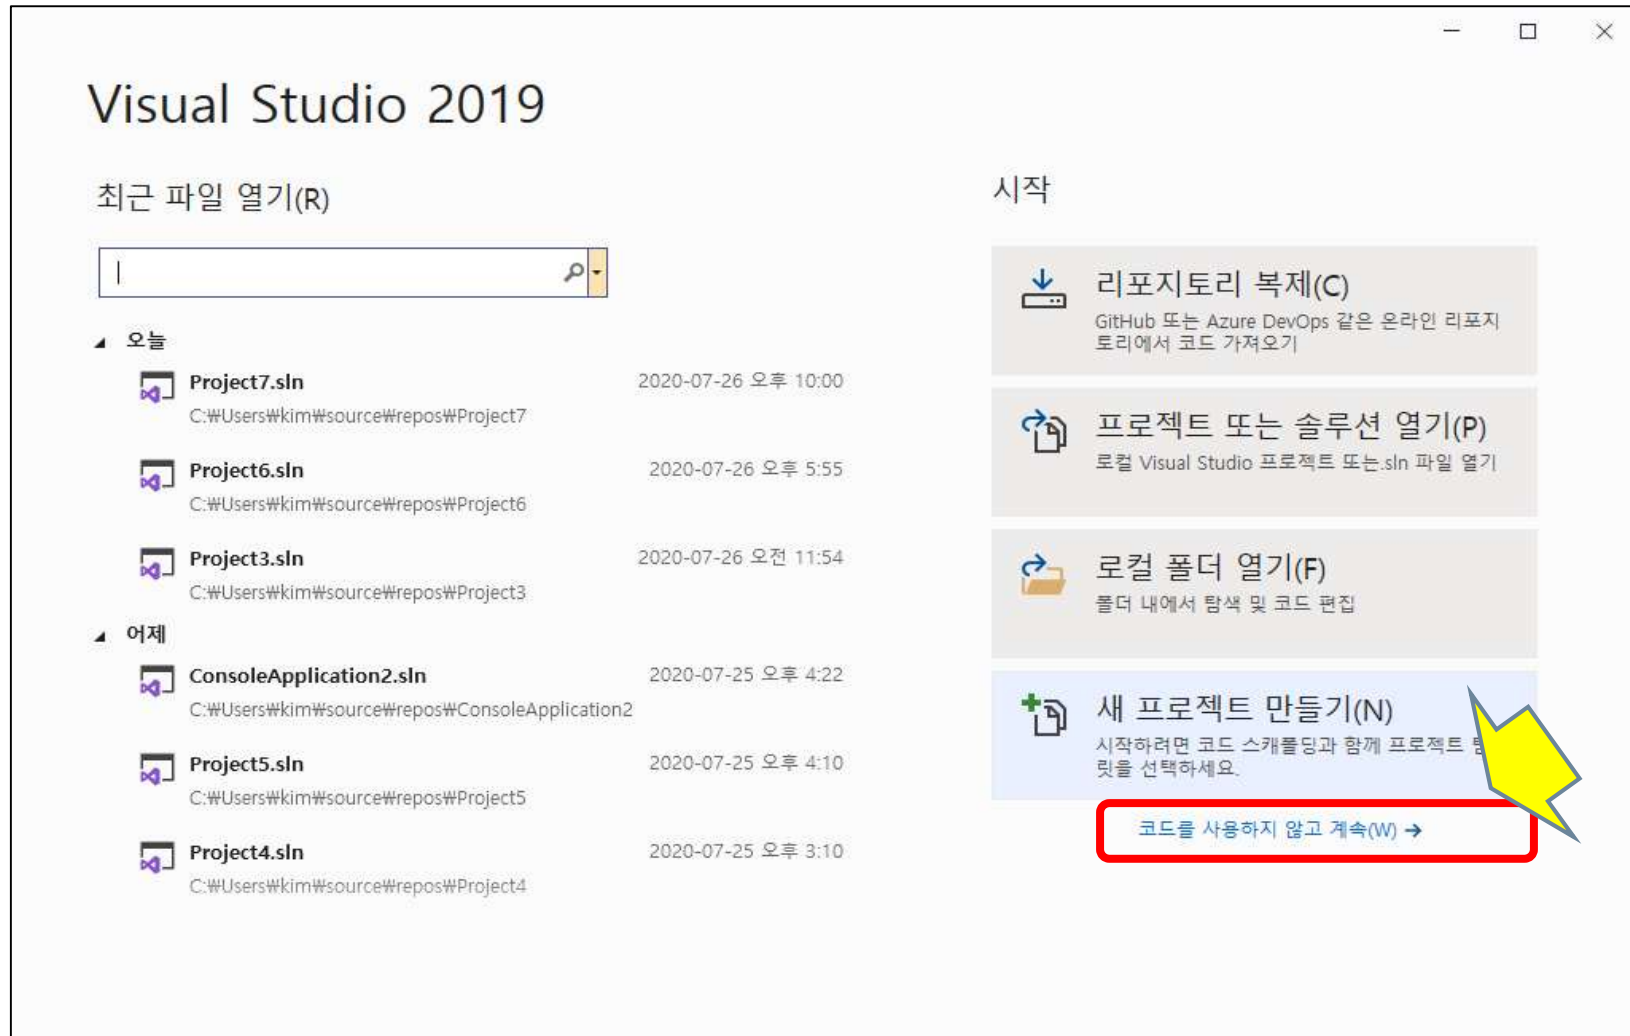 Visual Studio 2019
최근 파일 열기(R)
오늘
Project7.sln 2020-07-26 오후 10:00
C:₩Users₩kim₩source₩repos₩Project7
Project6.sln 2020-07-26 오후 5:55
C:₩Users₩kim₩source₩repos₩Project6
Project3.sln 2020-07-26 오전 11:54
C:₩Users₩kim₩source₩repos₩Project3
어제
ConsoleApplication2.sln 2020-07-25 오후 4:22
C:₩Users₩kim₩source₩repos₩ConsoleApplication2
Project5.sln 2020-07-25 오후 4:10
C:₩Users₩kim₩source₩repos₩Project5
Project4.sln 2020-07-25 오후 3:10
C:₩Users₩kim₩source₩repos₩Project4
시작
리포지토리 복제(C)
GitHub 또는 Azure DevOps 같은 온라인 리포지
토리에서 코드 가져오기
프로젝트 또는 솔루션 열기(P)
로컬 Visual Studio 프로젝트 또는.sln 파일 열기
로컬 폴더 열기(F)
폴더 내에서 탐색 및 코드 편집
새 프로젝트 만들기(N)
시작하려면 코드 스캐폴딩과 함께 프로젝트
릿을 선택하세요.
코드를 사용하지 않고 계속(W) →